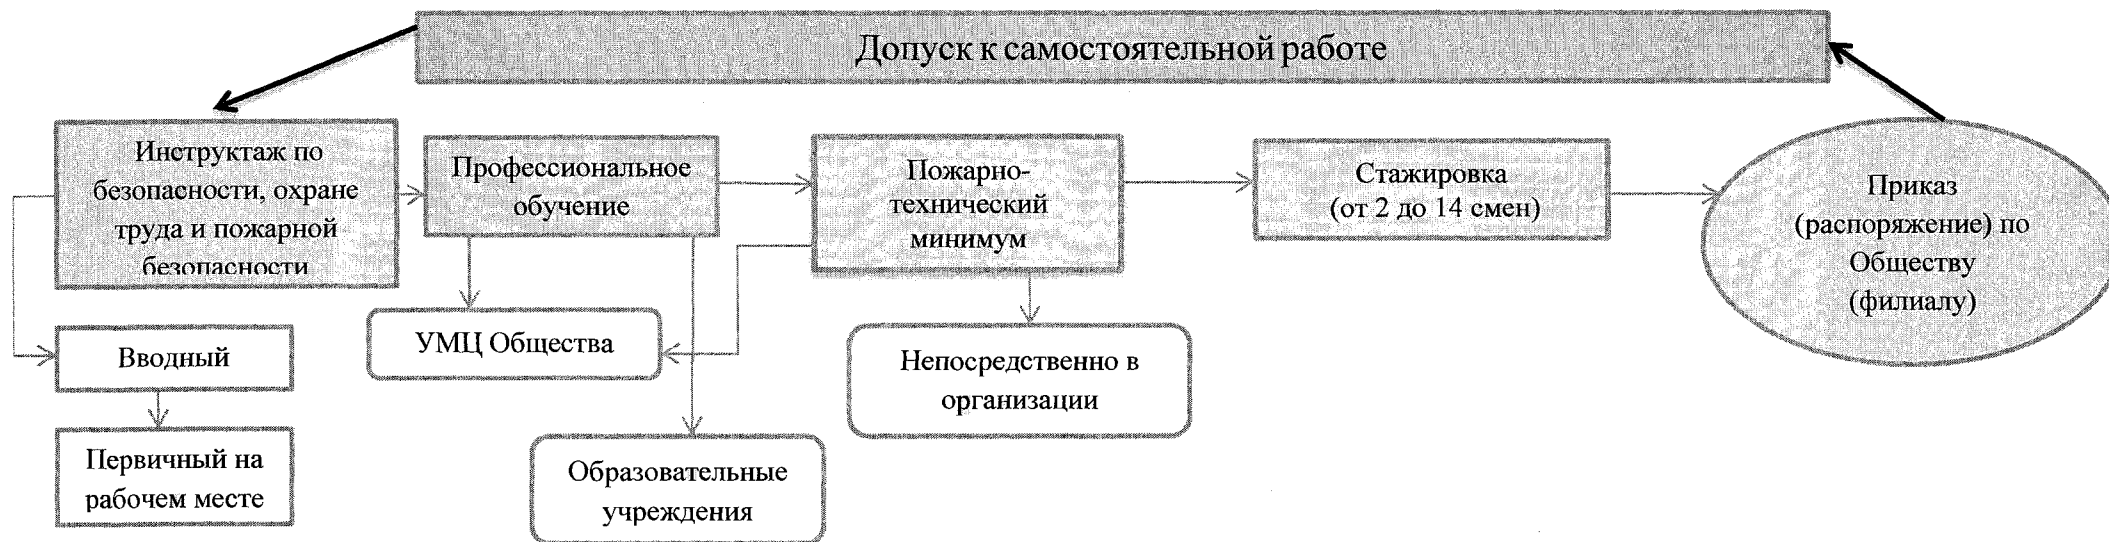 Допуск к самостоятельной работе
Инструктаж по
безопасности, охране
труда и пожарной
безопасности
Профессиональное
обучение
Пожарно-
технический
минимум
Стажировка
(от 2 до 14 смен)
Приказ
(распоряжение) по
Обществу
(филиалу)
Вводный
Первичный на
рабочем месте
УМЦ Общества
Образовательные
учреждения
Непосредственно в
организации